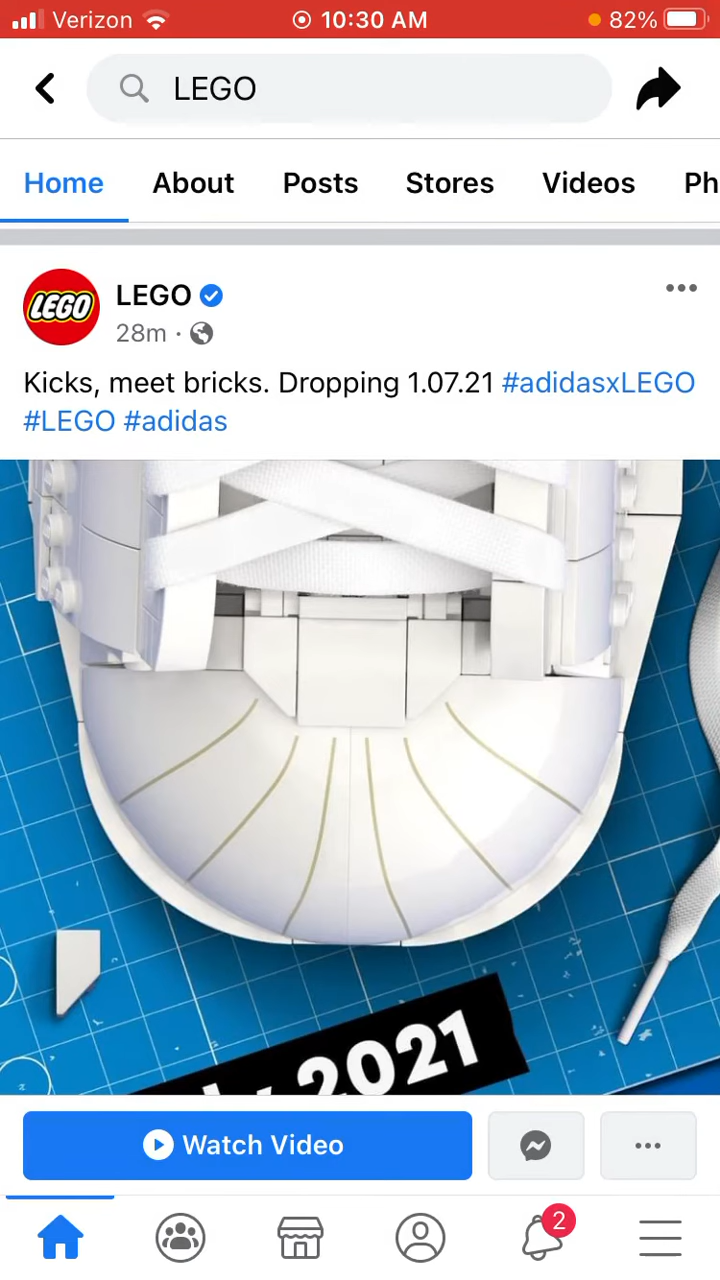 Verizon 10:30 AM 82%
LEGO
Home About Posts Stores Videos Ph
LEGO
LEGO
28m ·
Kicks, meet bricks. Dropping 1.07.21 #adidasxLEGO
#LEGO #adidas
2021
Watch Video
2